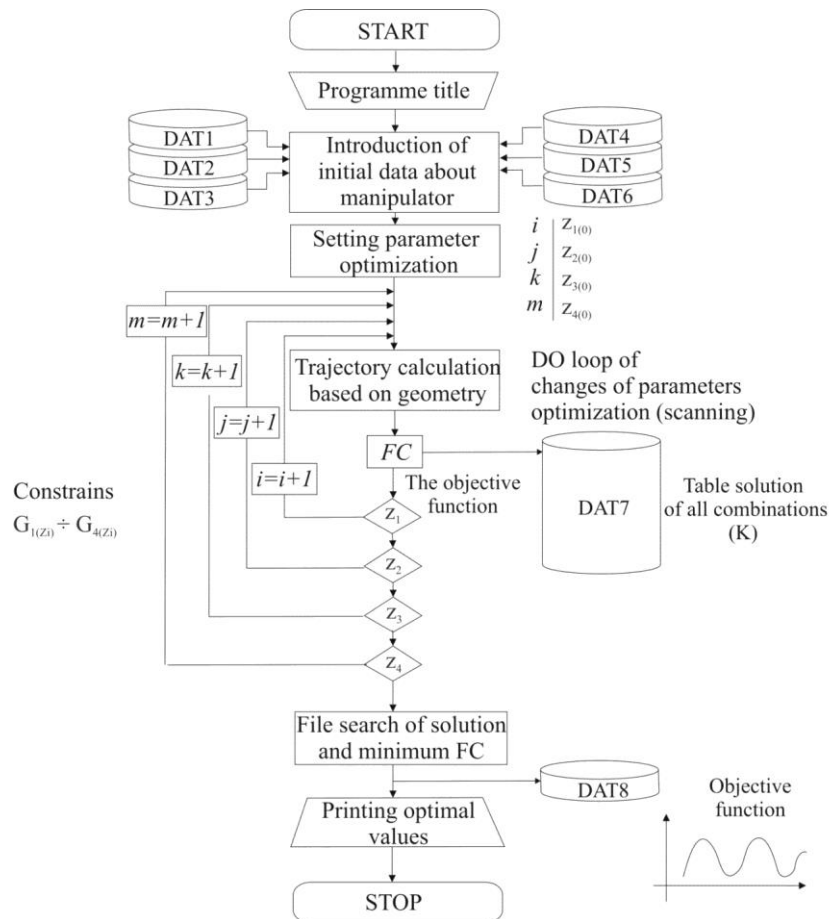 START
Programme title
DAT1
DAT2
DAT3
Introduction of
initial data about
manipulator
DAT4
DAT5
DAT6
Setting parameter
optimization
i Z1(0)
j Z2(0)
k Z3(0)
m Z4(0)
m=m+1
k=k+1
j=j+1
i=i+1
Trajectory calculation
based on geometry
DO loop of
changes of parameters
optimization (scanning)
FC
The objective
function
DAT7
Table solution
of all combinations
(K)
Constrains
G1(Zi) ÷ G4(Zi)
Z1
Z2
Z3
Z4
File search of solution
and minimum FC
DAT8
Objective
function
Printing optimal
values
STOP